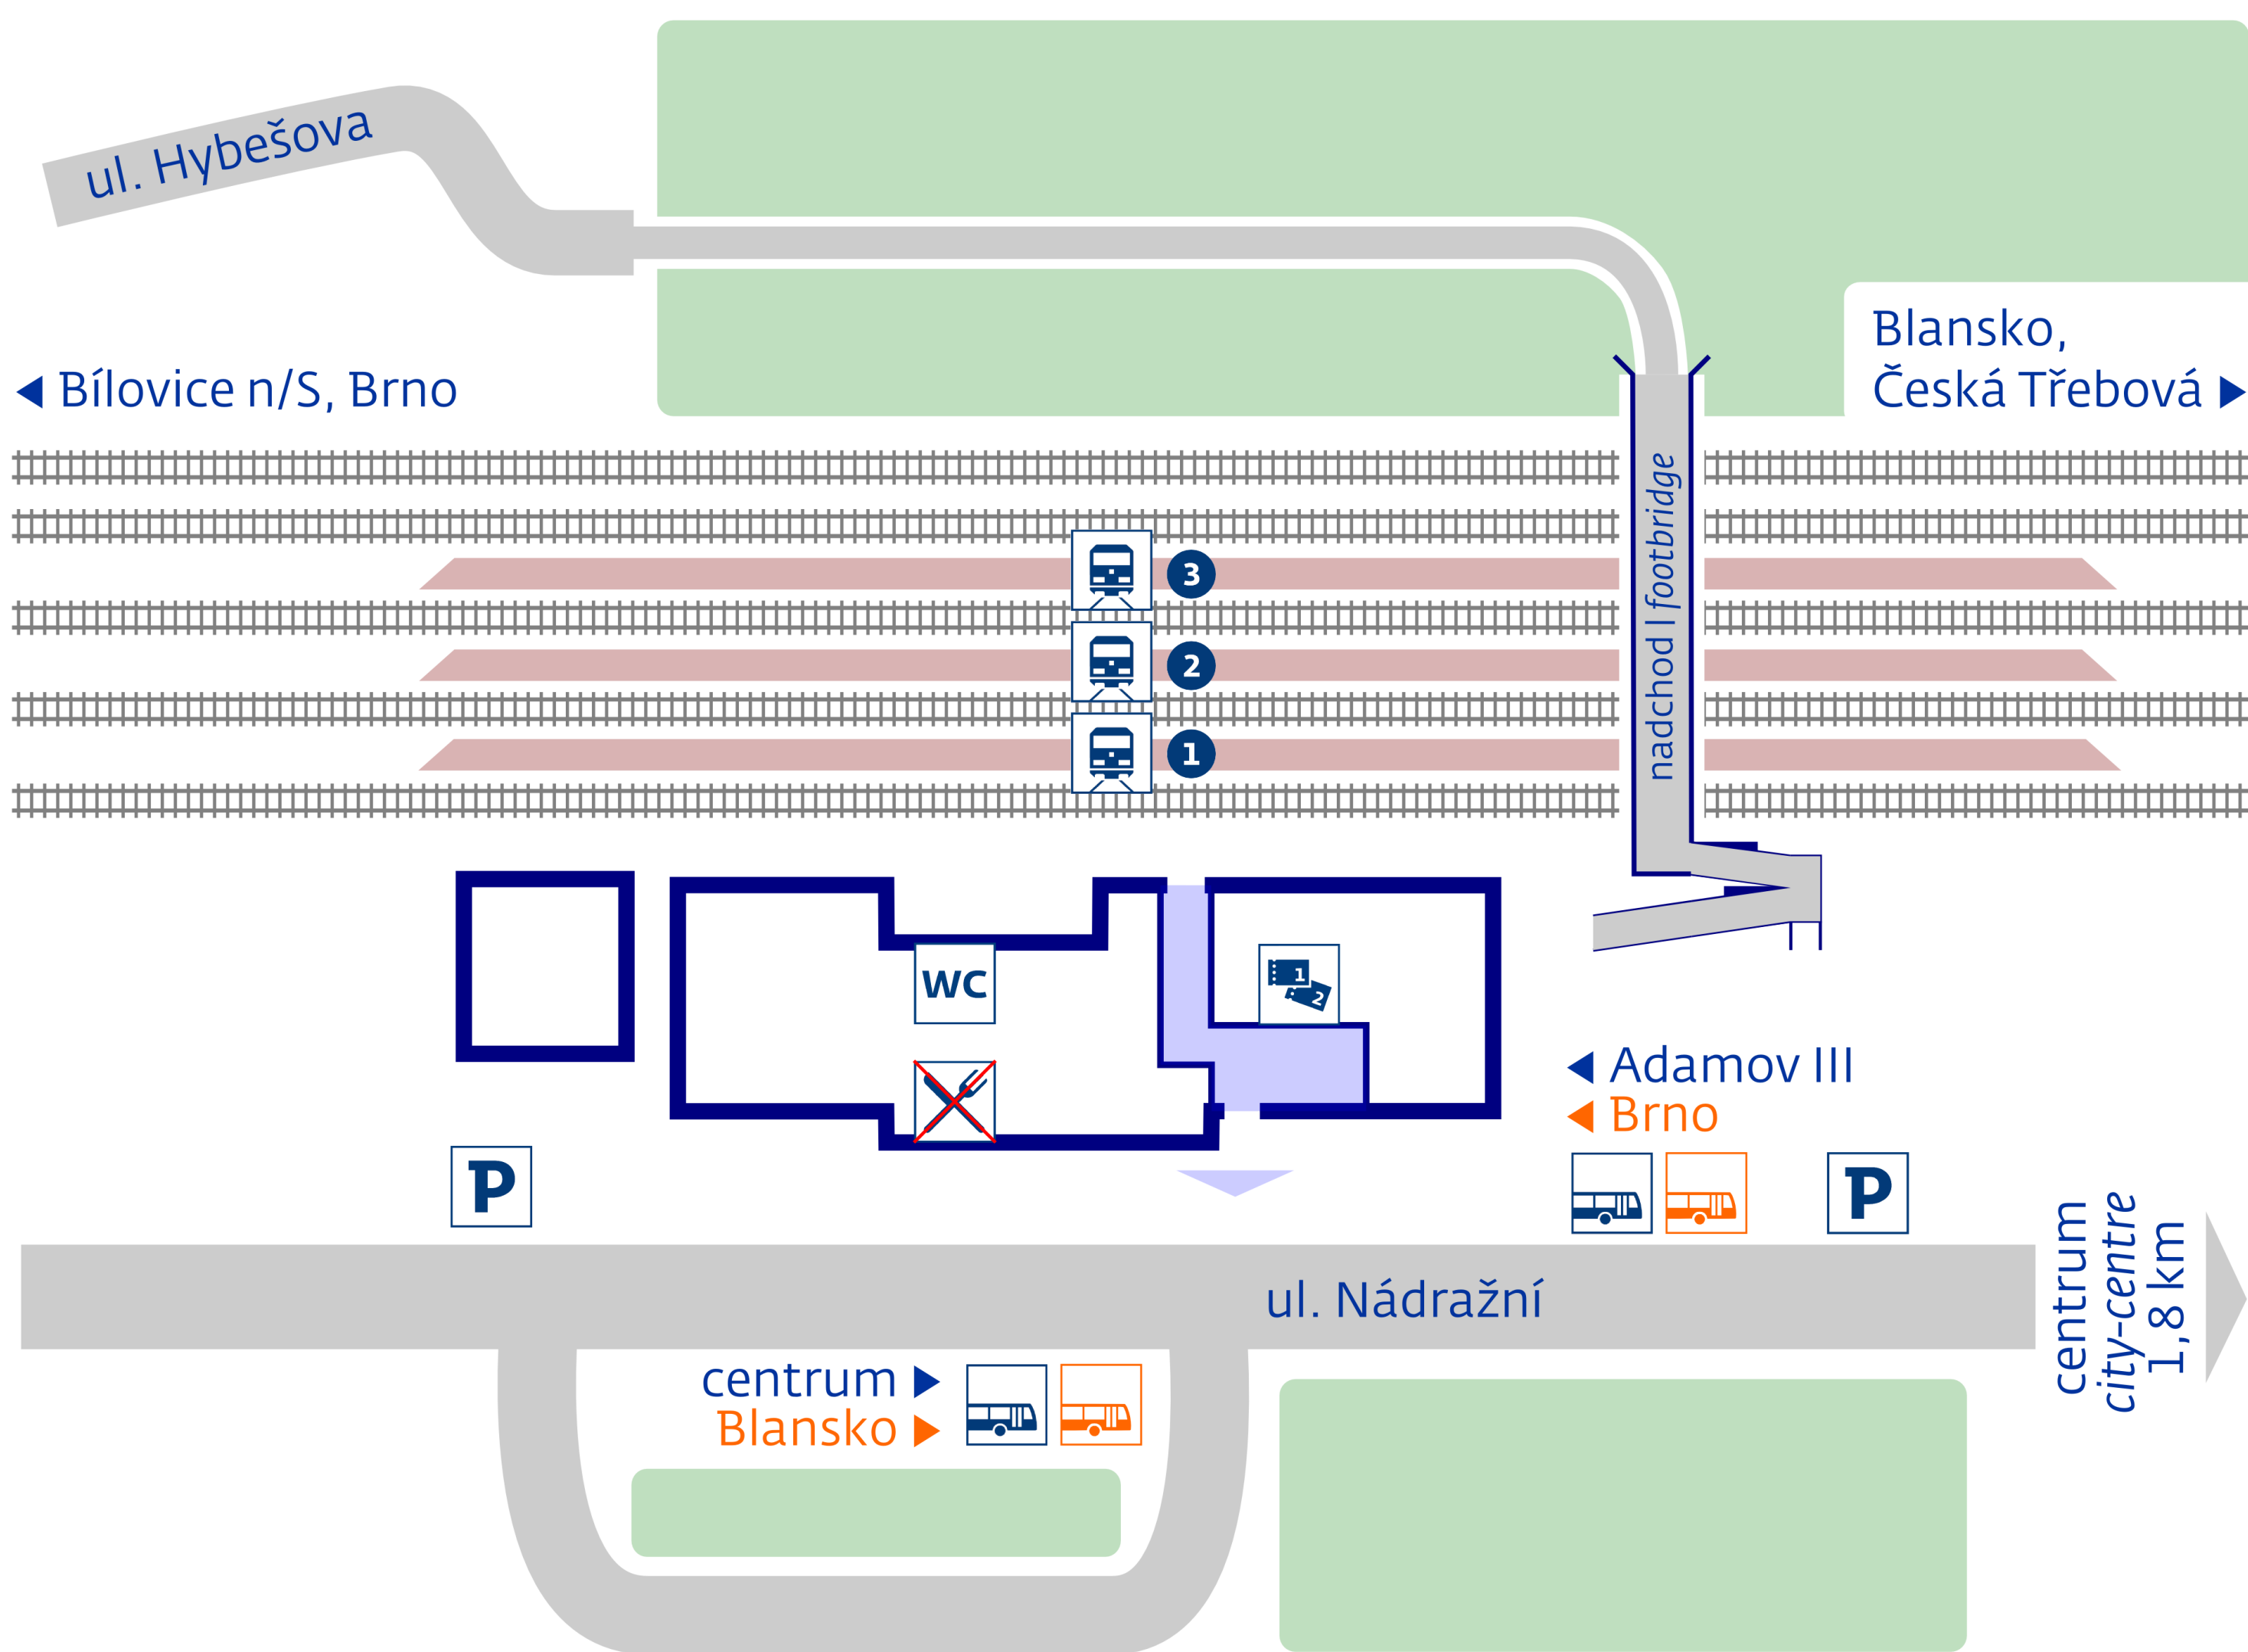 ul. Hybešova
Bílovice n/S, Brno
Blansko,
Česká Třebová
nadchod | footbridge
3
2
1
WC
1
2
Adamov III
Brno
P
P
ul. Nádražní
centrum
city-centre
1,8 km
centrum
Blansko